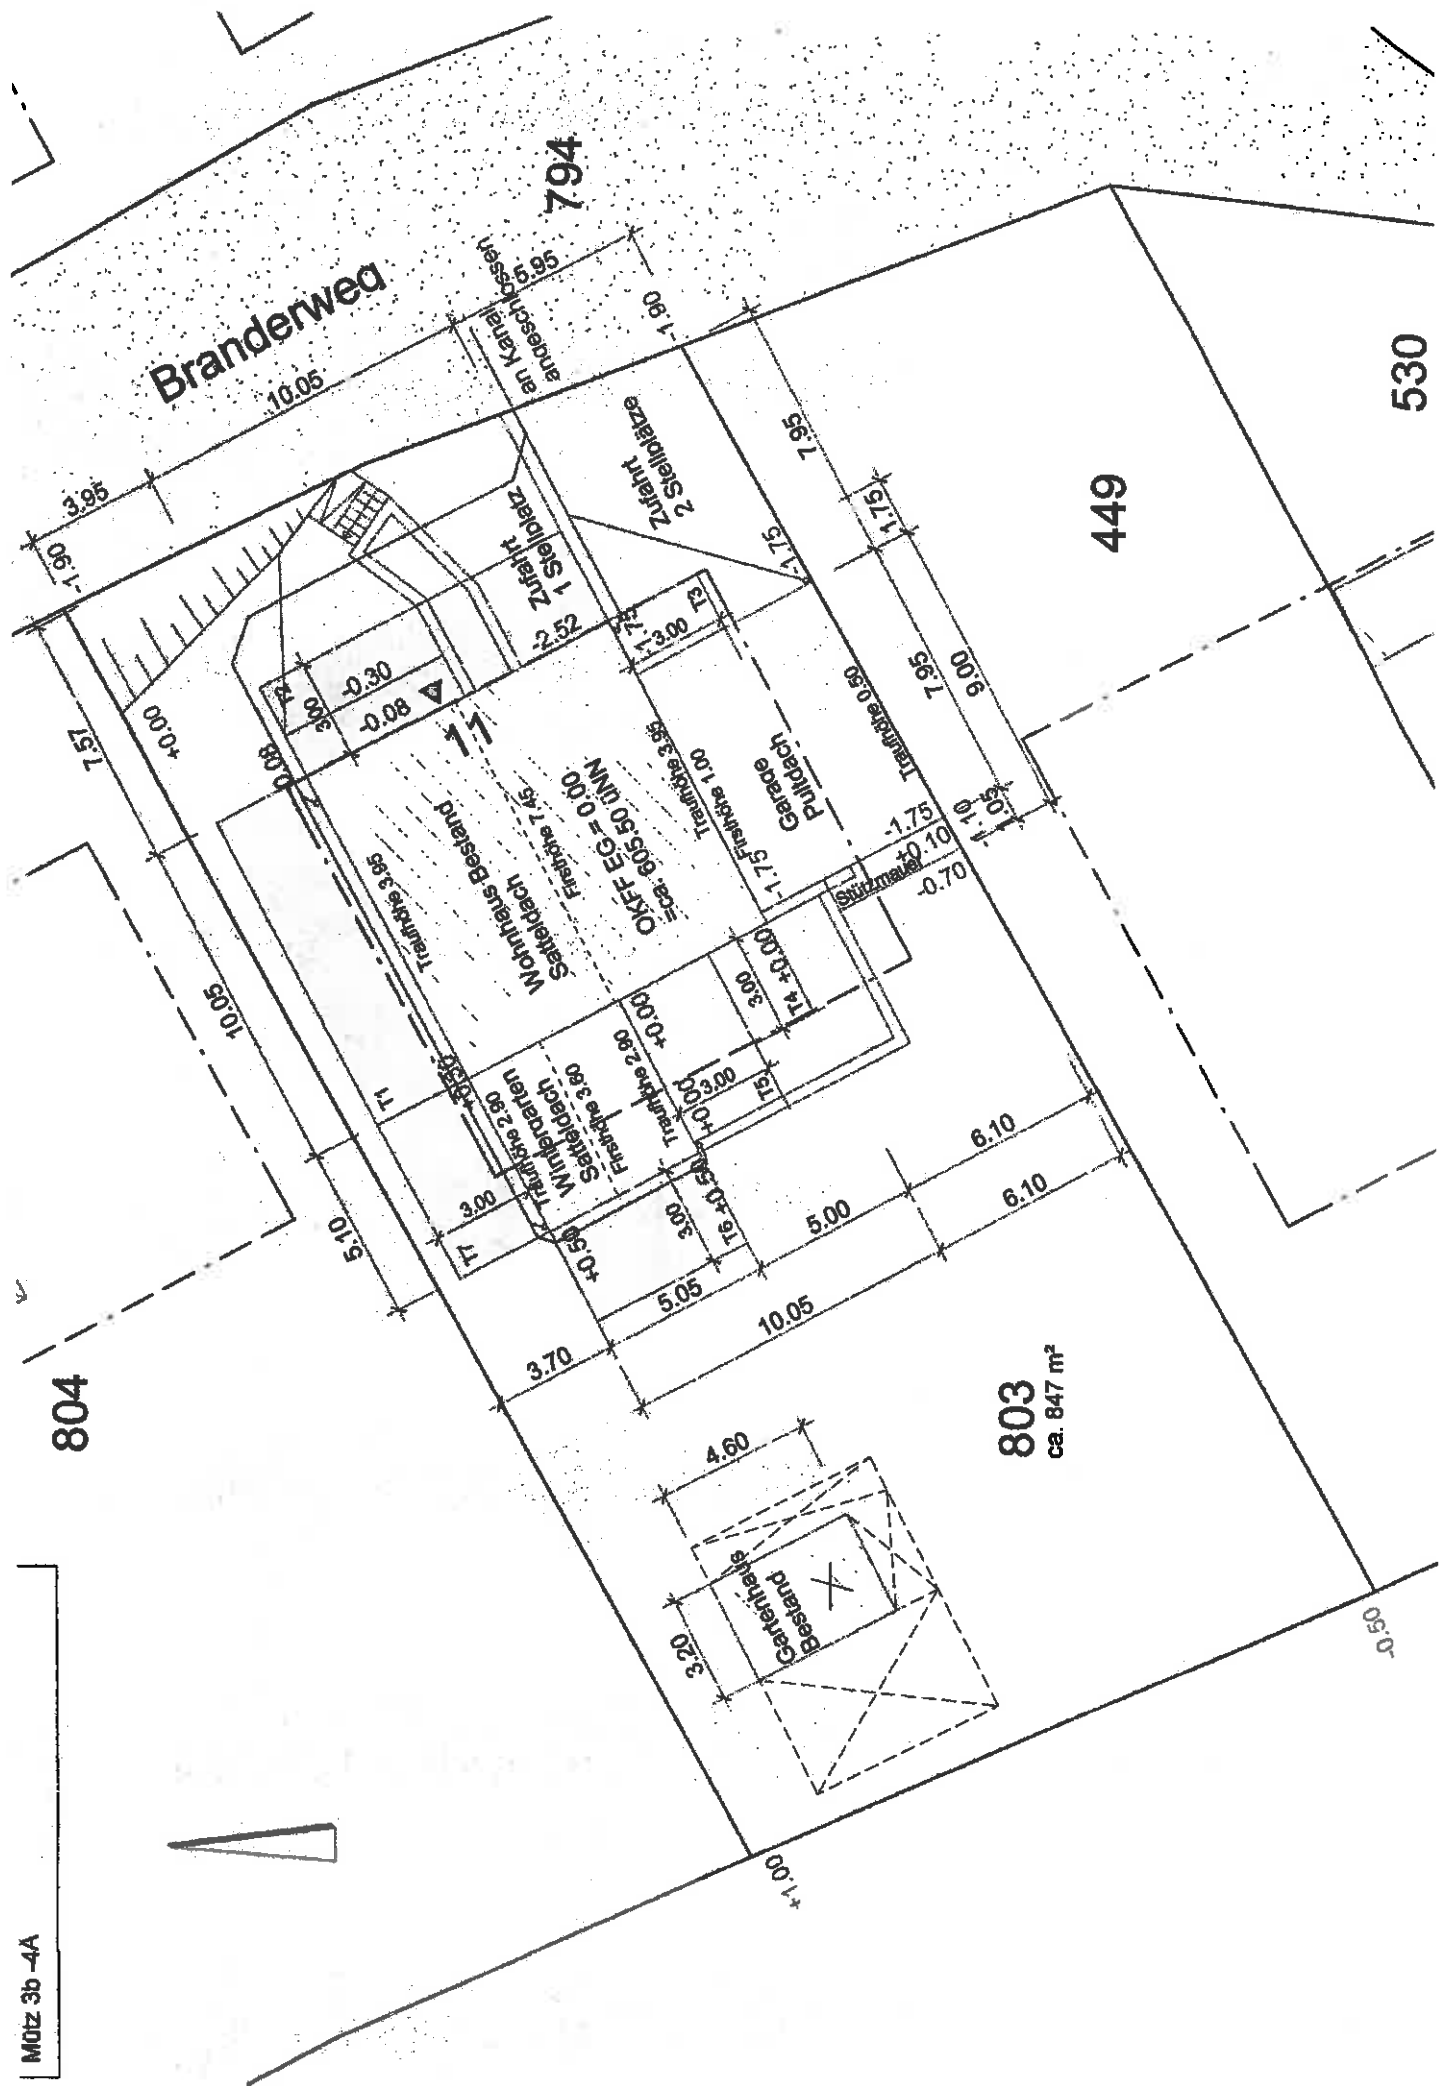 Branderweg
794
3.95
-1.90
10.05
5.95
an Kanal
angeschlossen
-1.90
7.57
+0.00
Zufahrt
1 Stellplatz
-2.52
Zufahrt
2 Stellplätze
7.95
1.75
-1.75
530
449
T2
3.00
-0.30
-0.08
11
-1.75
3.00
T3
7.95
9.00
10.05
Traufhöhe 3.95
Wohnhaus Bestand
Satteldach
Firsthöhe 7.45
OKFF EG = 0.00
=ca. 605.50 üNN
Traufhöhe 3.95
Firsthöhe 1.00
Garage
Pultdach
Traufhöhe 0.50
-1.75
-1.75
+0.10
Stützmauer
-0.70
1.10
1.05
T1
Traufhöhe 2.90
Wintergarten
Satteldach
Firsthöhe 3.60
Traufhöhe 2.90
+0.00
3.00
T4 +0.00
+0.00
3.00
T5
5.10
3.00
T7
+0.50
3.00
T6 +0.50
5.00
6.10
6.10
5.05
10.05
3.70
804
803
ca. 847 m²
4.60
3.20
Gartenhaus
Bestand
-0.50
+1.00
Mütz 3b -4A